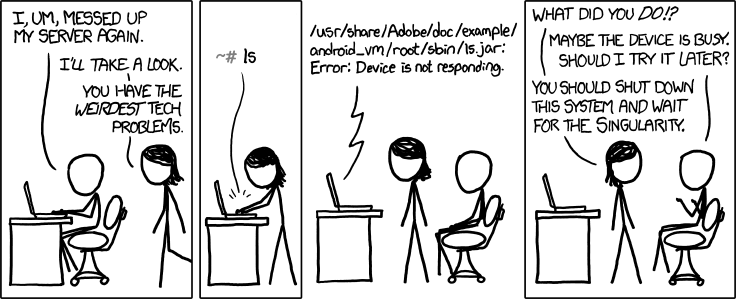 I, UM, MESSED UP
MY SERVER AGAIN.
I'LL TAKE A LOOK.
YOU HAVE THE
WEIRDEST TECH
PROBLEMS.
~# ls
/usr/share/Adobe/doc/example/
android_vm/root/sbin/ls.jar:
Error: Device is not responding.
WHAT DID YOU DO!?
MAYBE THE DEVICE IS BUSY.
SHOULD I TRY IT LATER?
YOU SHOULD SHUT DOWN
THIS SYSTEM AND WAIT
FOR THE SINGULARITY.